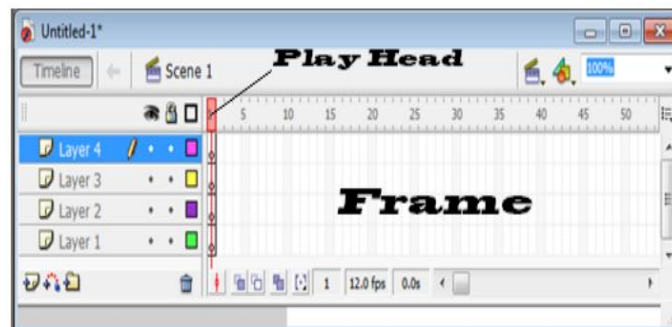 Untitled-1*
Timeline Scene 1 Play Head 100%
5 10 15 20 25 30 35 40 45 50
Layer 4
Layer 3
Layer 2
Layer 1
Frame
1 12.0 fps 0.0s